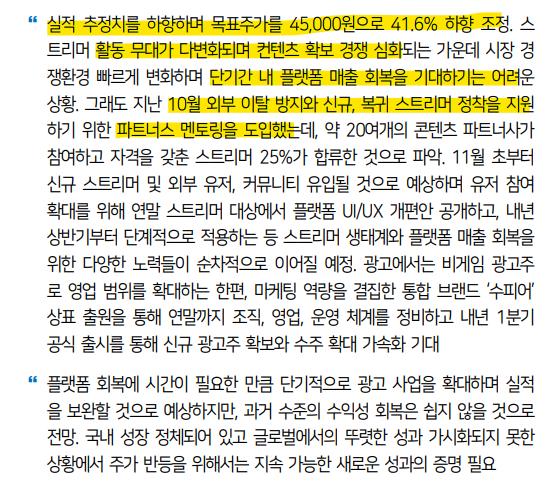 “ 실적 추정치를 하향하며 목표주가를 45,000원으로 41.6% 하향 조정. 스
트리머 활동 무대가 다변화되며 컨텐츠 확보 경쟁 심화되는 가운데 시장 경
쟁환경 빠르게 변화하며 단기간 내 플랫폼 매출 회복을 기대하기는 어려운
상황. 그래도 지난 10월 외부 이탈 방지와 신규, 복귀 스트리머 정착을 지원
하기 위한 파트너스 멘토링을 도입했는데, 약 20여개의 콘텐츠 파트너사가
참여하고 자격을 갖춘 스트리머 25%가 합류한 것으로 파악. 11월 초부터
신규 스트리머 및 외부 유저, 커뮤니티 유입될 것으로 예상하며 유저 참여
확대를 위해 연말 스트리머 대상에서 플랫폼 UI/UX 개편안 공개하고, 내년
상반기부터 단계적으로 적용하는 등 스트리머 생태계와 플랫폼 매출 회복을
위한 다양한 노력들이 순차적으로 이어질 예정. 광고에서는 비게임 광고주
로 영업 범위를 확대하는 한편, 마케팅 역량을 결집한 통합 브랜드 ‘수피어’
상표 출원을 통해 연말까지 조직, 영업, 운영 체계를 정비하고 내년 1분기
공식 출시를 통해 신규 광고주 확보와 수주 확대 가속화 기대
“ 플랫폼 회복에 시간이 필요한 만큼 단기적으로 광고 사업을 확대하며 실적
을 보완할 것으로 예상하지만, 과거 수준의 수익성 회복은 쉽지 않을 것으로
전망. 국내 성장 정체되어 있고 글로벌에서의 뚜렷한 성과 가시화되지 못한
상황에서 주가 반등을 위해서는 지속 가능한 새로운 성과의 증명 필요